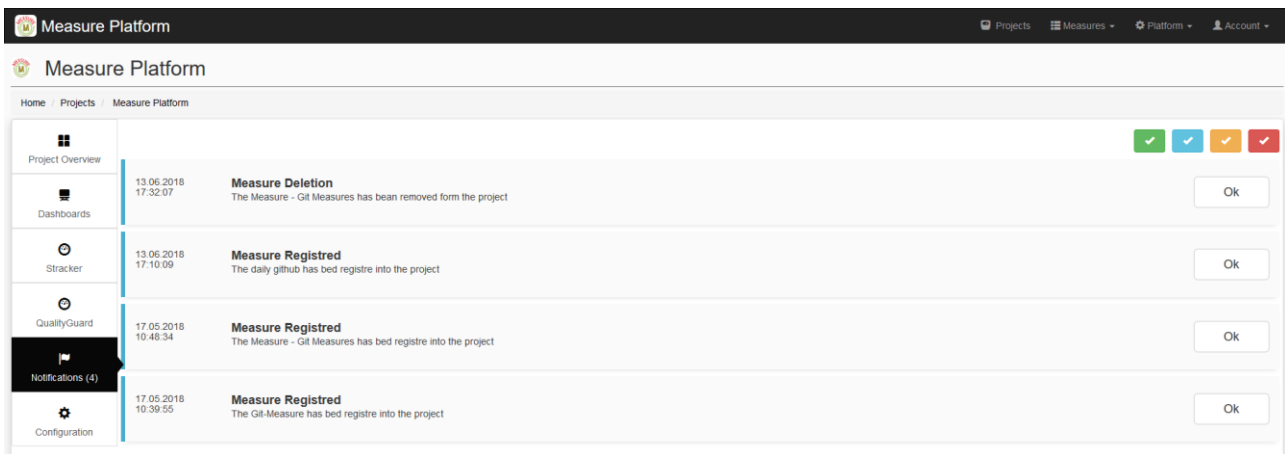 Measure Platform
Projects Measures Platform Account
Measure Platform
Home / Projects / Measure Platform
Project Overview
Dashboards
Stracker
QualityGuard
Notifications (4)
Configuration
13.06.2018
17:32:07
Measure Deletion
The Measure - Git Measures has bean removed form the project
Ok
13.06.2018
17:10:09
Measure Registred
The daily github has bed registre into the project
Ok
17.05.2018
10:48:34
Measure Registred
The Measure - Git Measures has bed registre into the project
Ok
17.05.2018
10:39:55
Measure Registred
The Git-Measure has bed registre into the project
Ok